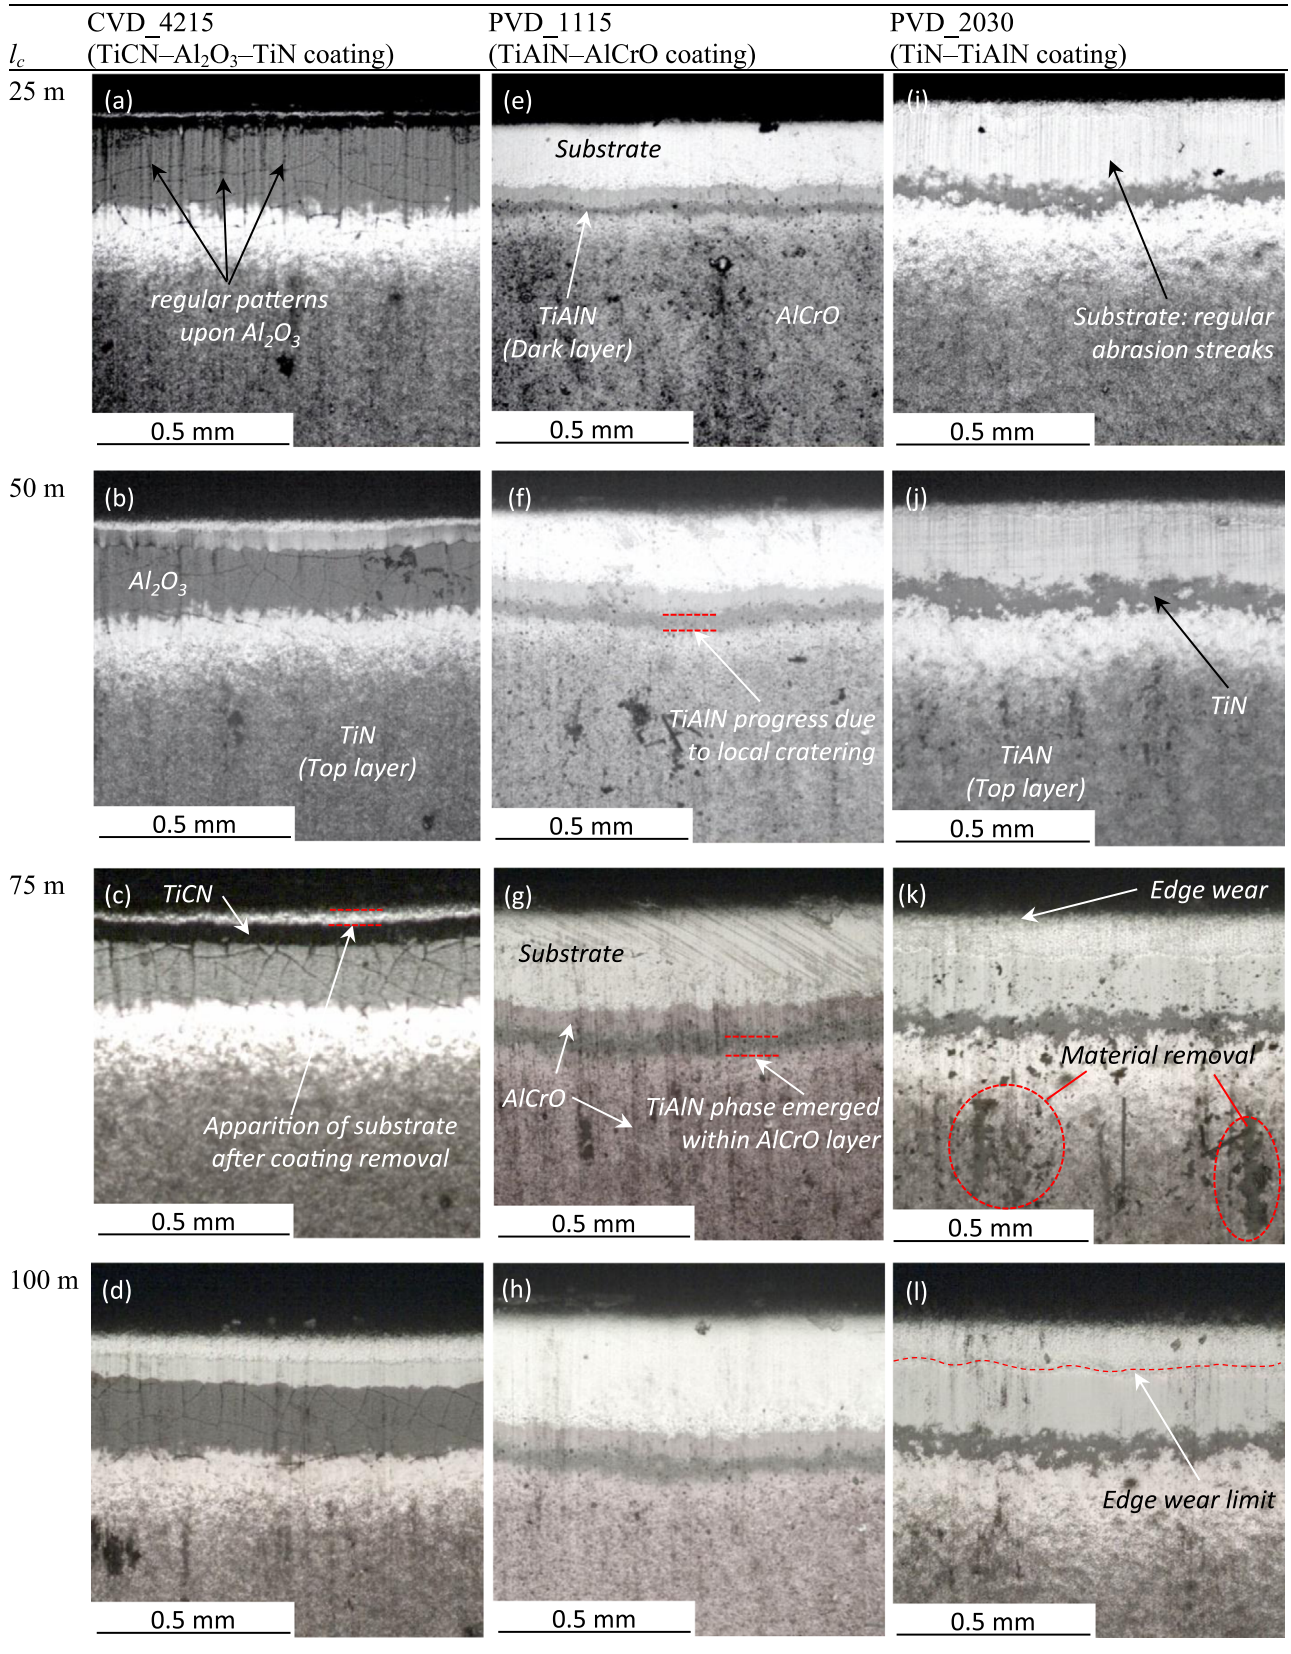 CVD_4215 PVD_1115 PVD_2030
l_c (TiCN–Al₂O₃–TiN coating) (TiAlN–AlCrO coating) (TiN–TiAlN coating)
25 m
(a)
regular patterns
upon Al₂O₃
0.5 mm
(e)
Substrate
TiAlN
(Dark layer)
AlCrO
0.5 mm
(i)
Substrate: regular
abrasion streaks
0.5 mm
50 m
(b)
Al₂O₃
TiN
(Top layer)
0.5 mm
(f)
TiAlN progress due
to local cratering
0.5 mm
(j)
TiN
TiAN
(Top layer)
0.5 mm
75 m
(c)
TiCN
Apparition of substrate
after coating removal
0.5 mm
(g)
Substrate
AlCrO
TiAlN phase emerged
within AlCrO layer
0.5 mm
(k)
Edge wear
Material removal
0.5 mm
100 m
(d)
0.5 mm
(h)
0.5 mm
(l)
Edge wear limit
0.5 mm